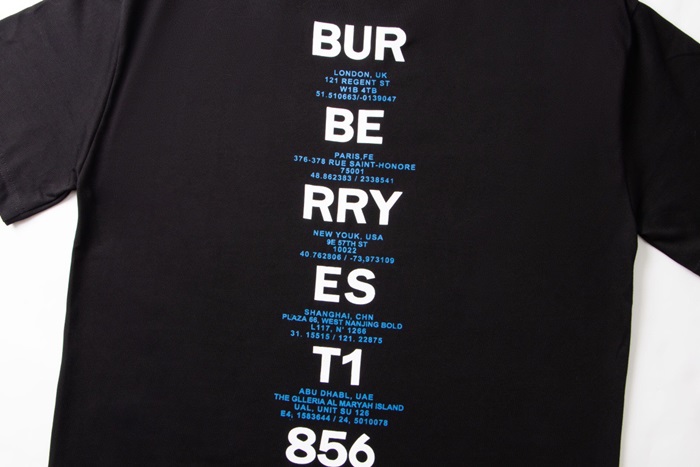 BUR
LONDON, UK
121 REGENT ST
W1B 4TB
51.510663/-0139047
BE
PARIS,FE
376-378 RUE SAINT-HONORE
75001
48.862383 / 2338541
RRY
NEW YOUK, USA
9E 57TH ST
10022
40 762806 / -73,973109
ES
SHANGHAI, CHN
PLAZA 66, WEST NANJING BOLD
L117, N° 1266
31. 15515 / 121. 22875
T1
ABU DHABL, UAE
THE GLLERIA AL MARYAH ISLAND
UAL, UNIT SU 126
E4, 1583644 / 24, 5010078
856